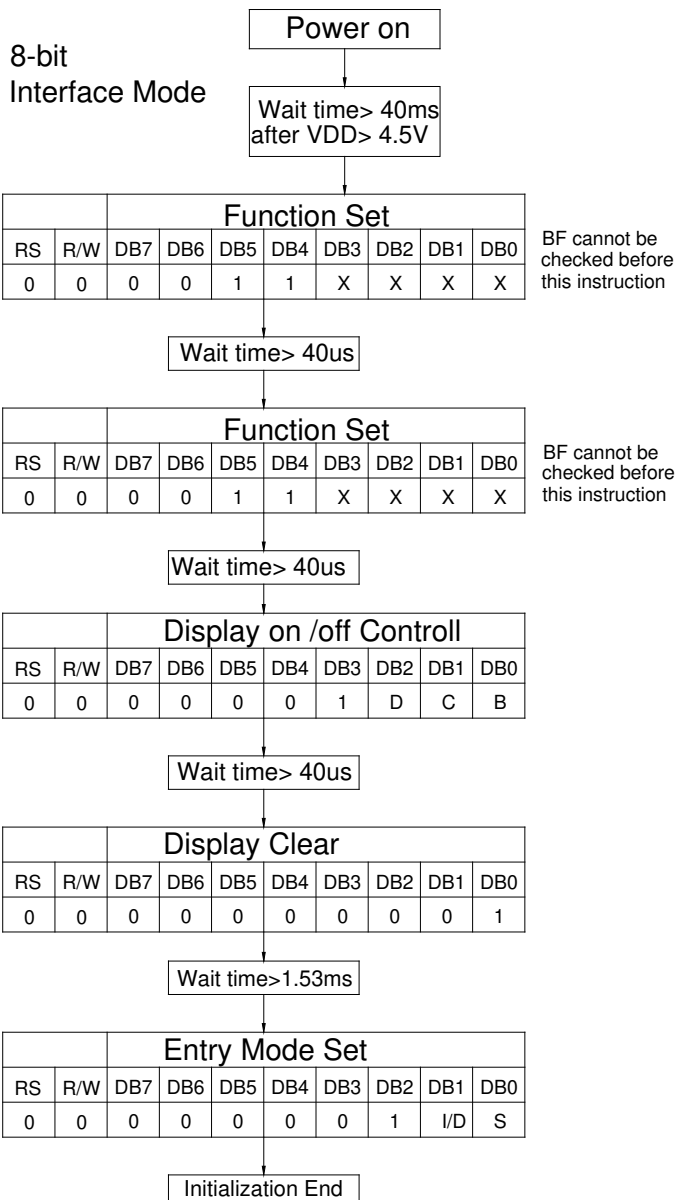 Power on
8-bit
Interface Mode
Wait time> 40ms
after VDD> 4.5V
Function Set
RS R/W DB7 DB6 DB5 DB4 DB3 DB2 DB1 DB0
0 0 0 0 1 1 X X X X
BF cannot be
checked before
this instruction
Wait time> 40us
Function Set
RS R/W DB7 DB6 DB5 DB4 DB3 DB2 DB1 DB0
0 0 0 0 1 1 X X X X
BF cannot be
checked before
this instruction
Wait time> 40us
Display on /off Controll
RS R/W DB7 DB6 DB5 DB4 DB3 DB2 DB1 DB0
0 0 0 0 0 0 1 D C B
Wait time> 40us
Display Clear
RS R/W DB7 DB6 DB5 DB4 DB3 DB2 DB1 DB0
0 0 0 0 0 0 0 0 0 1
Wait time>1.53ms
Entry Mode Set
RS R/W DB7 DB6 DB5 DB4 DB3 DB2 DB1 DB0
0 0 0 0 0 0 0 1 I/D S
Initialization End